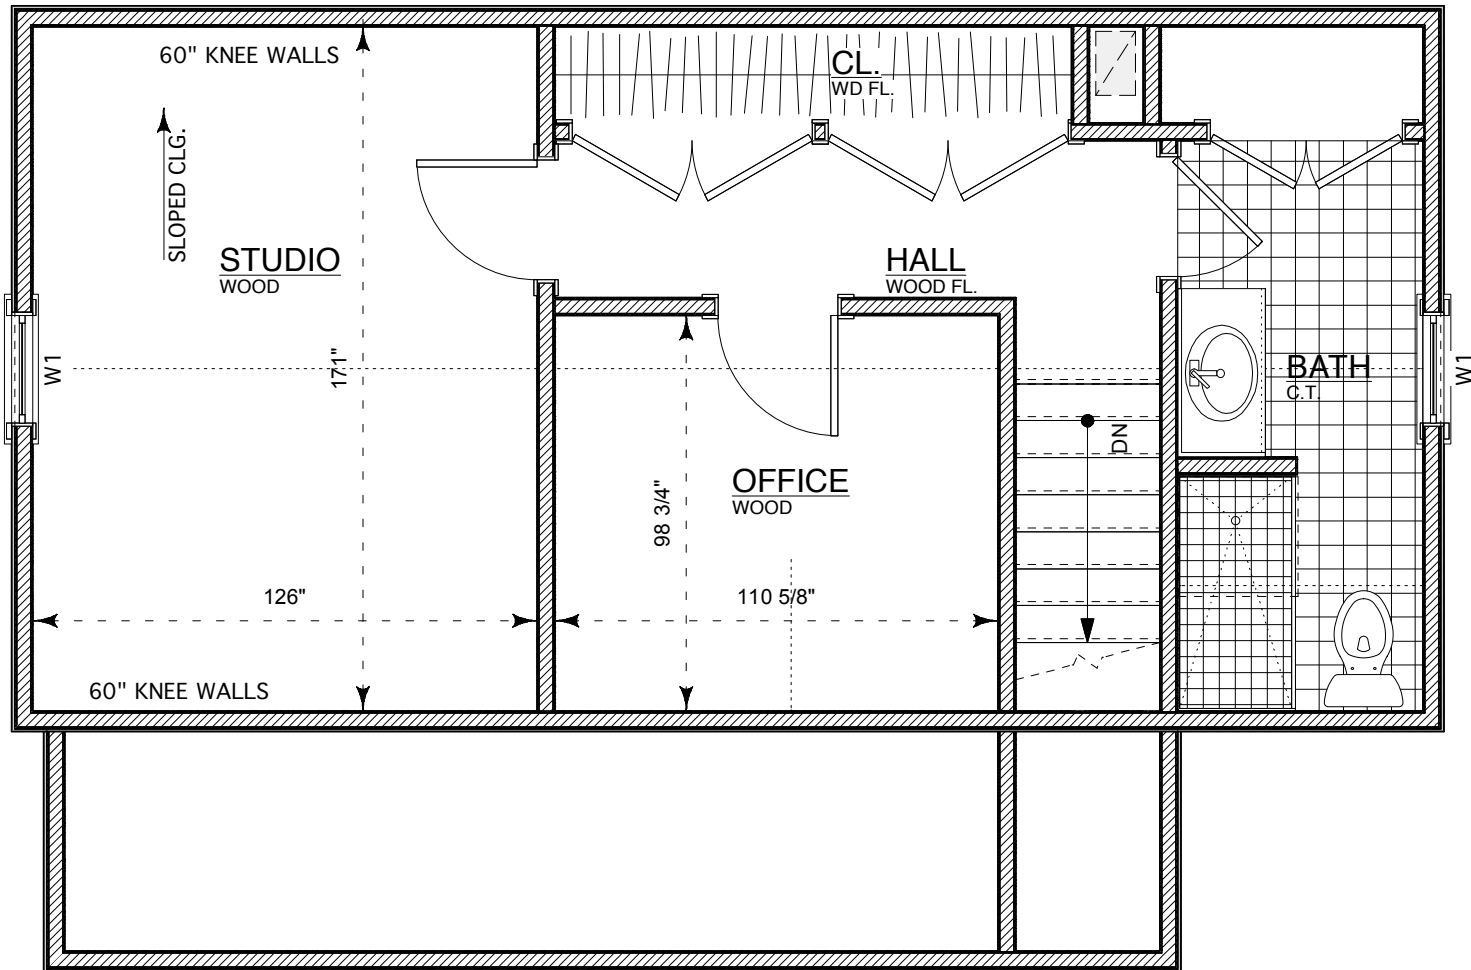 60" KNEE WALLS
CL.
WD FL.
SLOPED CLG.
STUDIO
WOOD
HALL
WOOD FL.
W1
171"
BATH
C.T.
W1
DN
OFFICE
WOOD
98 3/4"
126"
110 5/8"
60" KNEE WALLS